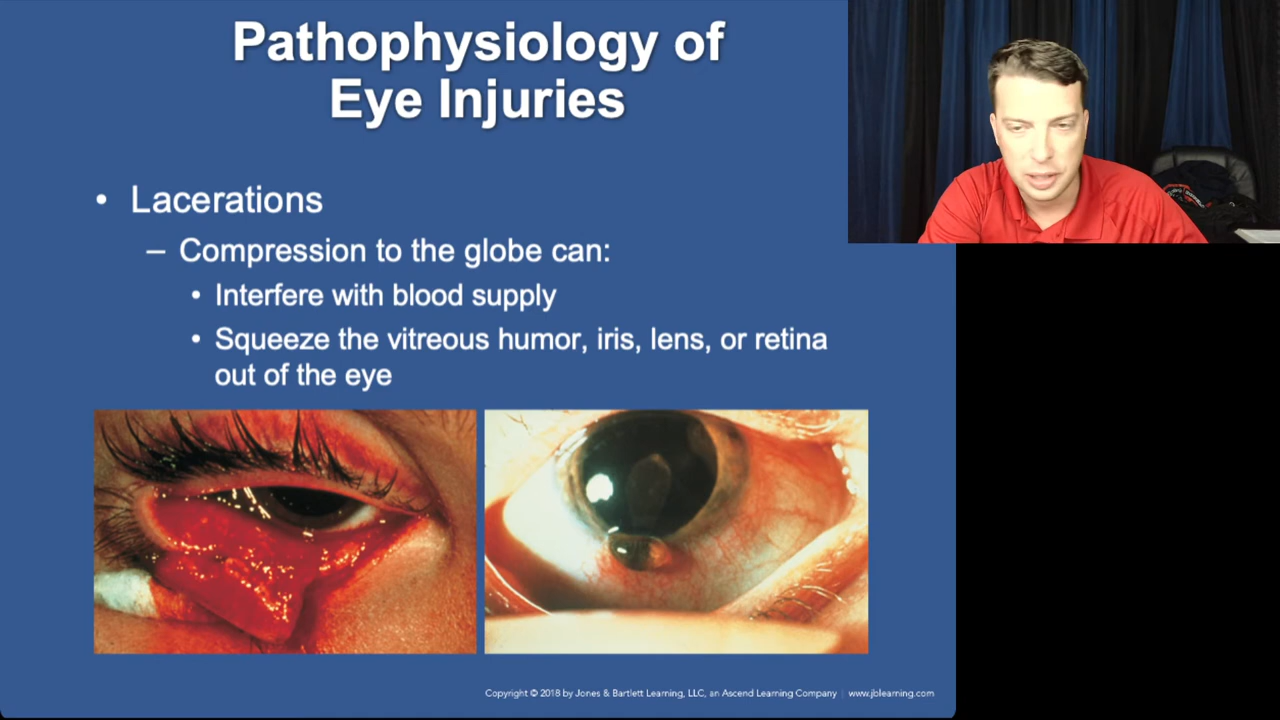 Pathophysiology of
Eye Injuries
• Lacerations
– Compression to the globe can:
• Interfere with blood supply
• Squeeze the vitreous humor, iris, lens, or retina
out of the eye
Copyright © 2018 by Jones & Bartlett Learning, LLC, an Ascend Learning Company | www.jblearning.com